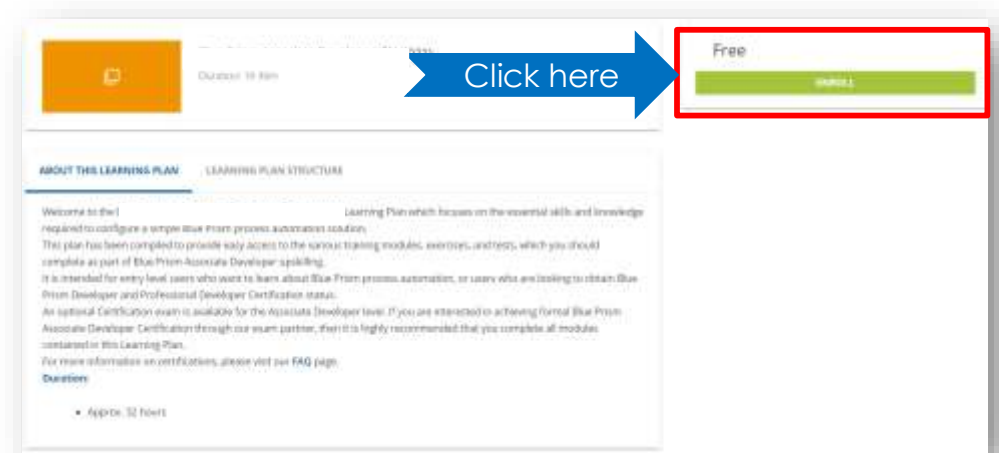 Click here
Free
ENROLL
ABOUT THIS LEARNING PLAN
LEARNING PLAN STRUCTURE
Welcome to the Learning Plan which focuses on the essential skills and knowledge
required to configure a simple Blue Prism process automation solution.
This plan has been compiled to provide easy access to the various training modules, exercises, and tests, which you should
complete as part of Blue Prism Associate Developer upskilling.
It is intended for entry level users who want to learn about Blue Prism process automation, or users who are looking to obtain Blue
Prism Developer and Professional Developer Certification status.
An optional Certification exam is available for the Associate Developer level. If you are interested in achieving formal Blue Prism
Associate Developer Certification through our exam partner, then it is highly recommended that you complete all modules
contained in this Learning Plan.
For more information on certifications, please visit our FAQ page.
Duration:
• Approx. 32 hours